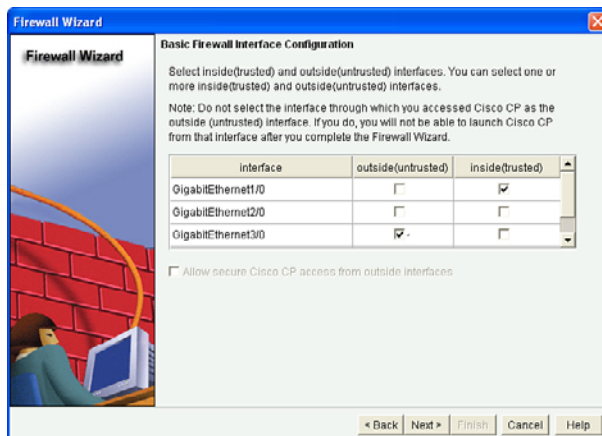 Firewall Wizard
Firewall Wizard
Basic Firewall Interface Configuration
Select inside(trusted) and outside(untrusted) interfaces. You can select one or
more inside(trusted) and outside(untrusted) interfaces.
Note: Do not select the interface through which you accessed Cisco CP as the
outside (untrusted) interface. If you do, you will not be able to launch Cisco CP
from that interface after you complete the Firewall Wizard.
interface outside(untrusted) inside(trusted)
GigabitEthernet1/0
GigabitEthernet2/0
GigabitEthernet3/0
Allow secure Cisco CP access from outside interfaces
< Back Next > Finish Cancel Help